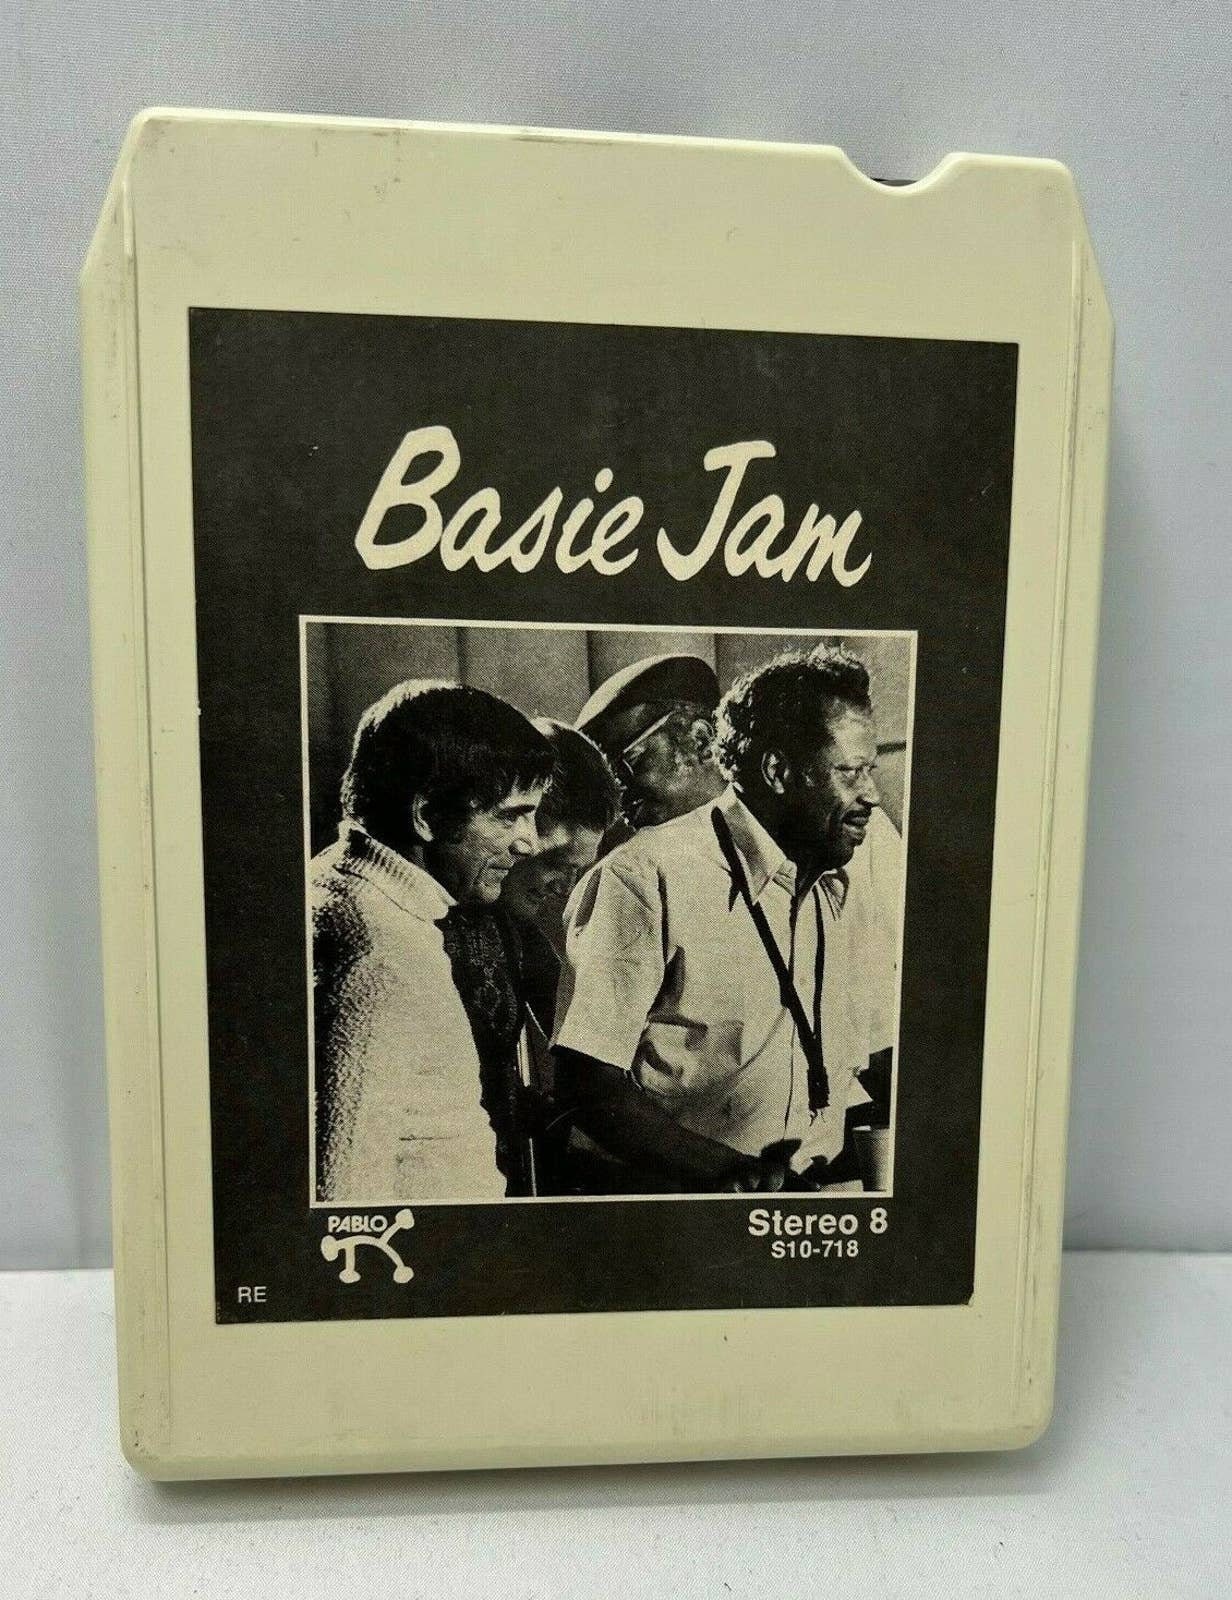 Basie Jam
PABLO
Stereo 8
S10-718
RE